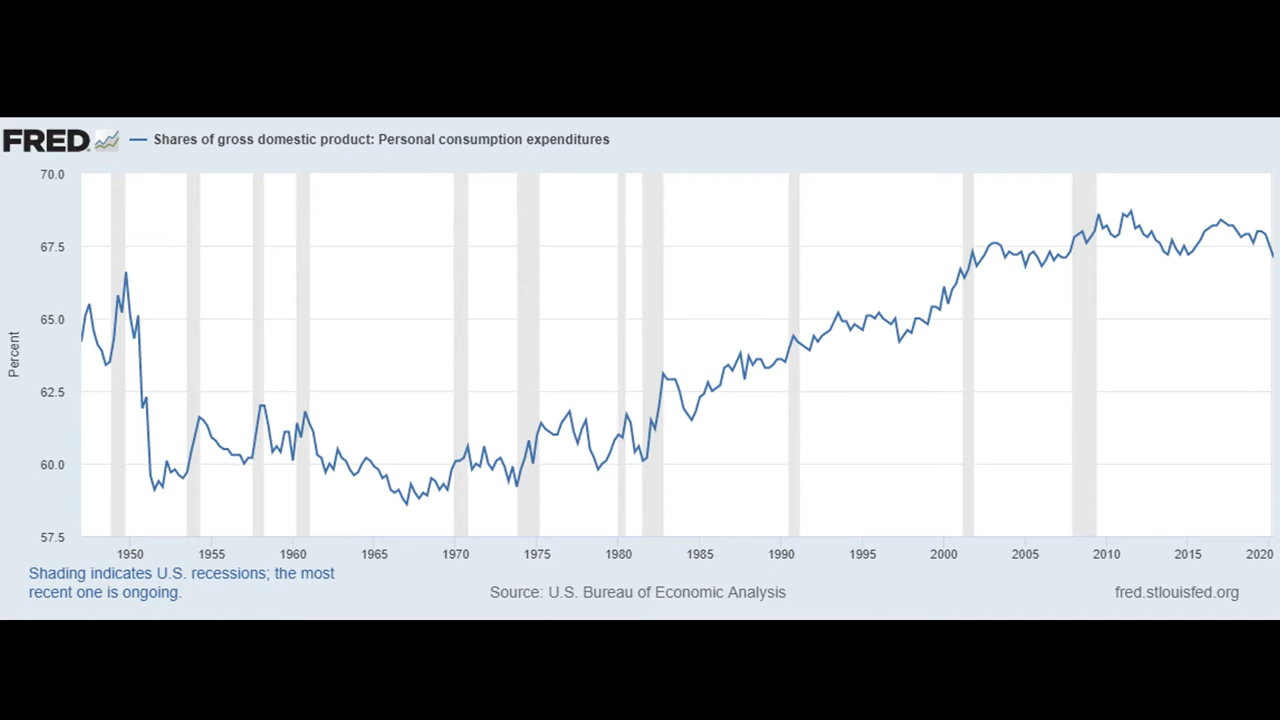 FRED
Shares of gross domestic product: Personal consumption expenditures
70.0
67.5
65.0
62.5
60.0
57.5
Percent
1950 1955 1960 1965 1970 1975 1980 1985 1990 1995 2000 2005 2010 2015 2020
Shading indicates U.S. recessions; the most
recent one is ongoing.
Source: U.S. Bureau of Economic Analysis
fred.stlouisfed.org